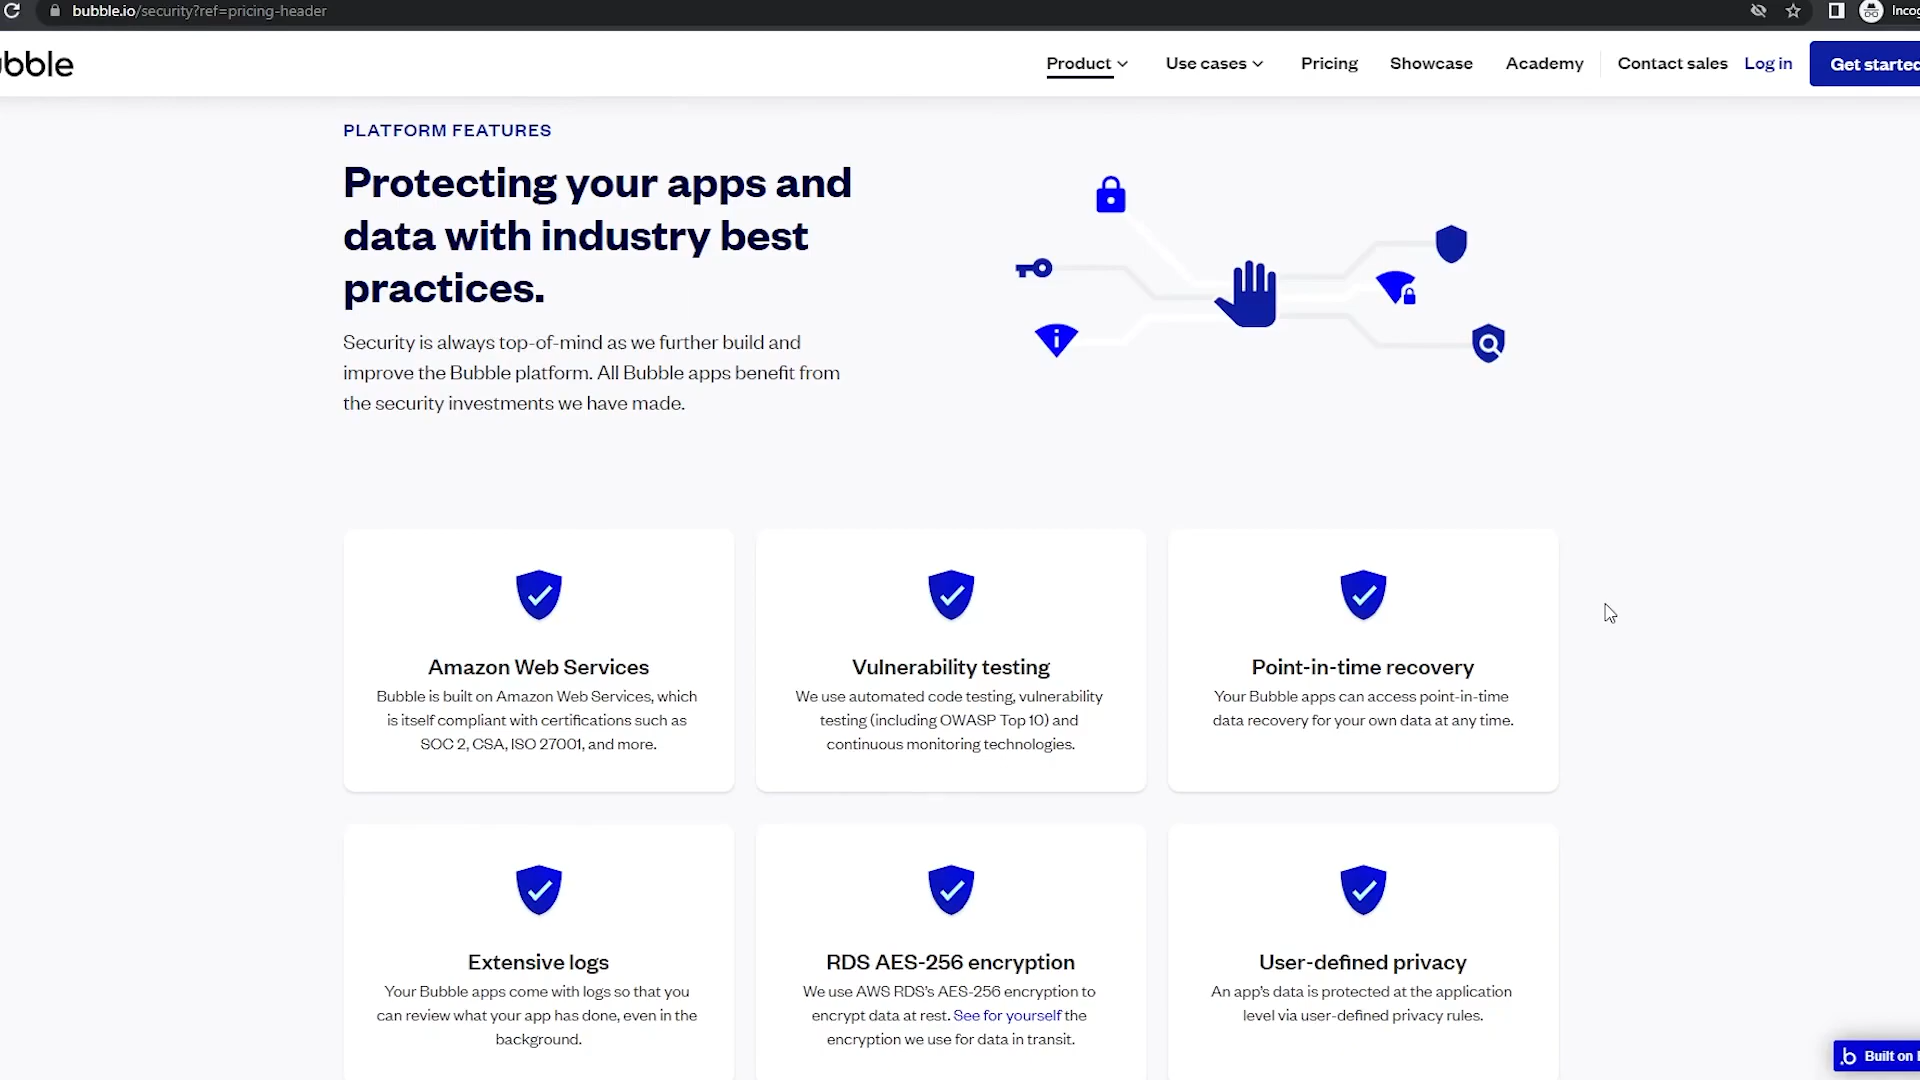 bubble.io/security?ref=pricing-header
Incog
bble
Product
Use cases
Pricing
Showcase
Academy
Contact sales
Log in
Get started
PLATFORM FEATURES
Protecting your apps and
data with industry best
practices.
Security is always top-of-mind as we further build and
improve the Bubble platform. All Bubble apps benefit from
the security investments we have made.
Amazon Web Services
Bubble is built on Amazon Web Services, which
is itself compliant with certifications such as
SOC 2, CSA, ISO 27001, and more.
Vulnerability testing
We use automated code testing, vulnerability
testing (including OWASP Top 10) and
continuous monitoring technologies.
Point-in-time recovery
Your Bubble apps can access point-in-time
data recovery for your own data at any time.
Extensive logs
Your Bubble apps come with logs so that you
can review what your app has done, even in the
background.
RDS AES-256 encryption
We use AWS RDS's AES-256 encryption to
encrypt data at rest. See for yourself the
encryption we use for data in transit.
User-defined privacy
An app's data is protected at the application
level via user-defined privacy rules.
.b Built on